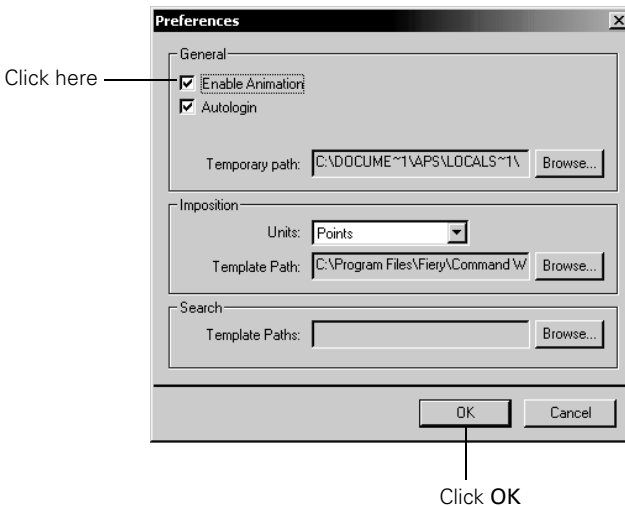 Preferences
General
Click here
Enable Animation
Autologin
Temporary path: C:\DOCUME~1\APS\LOCALS~1\ Browse...
Imposition
Units: Points
Template Path: C:\Program Files\Fiery\Command W Browse...
Search
Template Paths: Browse...
OK Cancel
Click OK